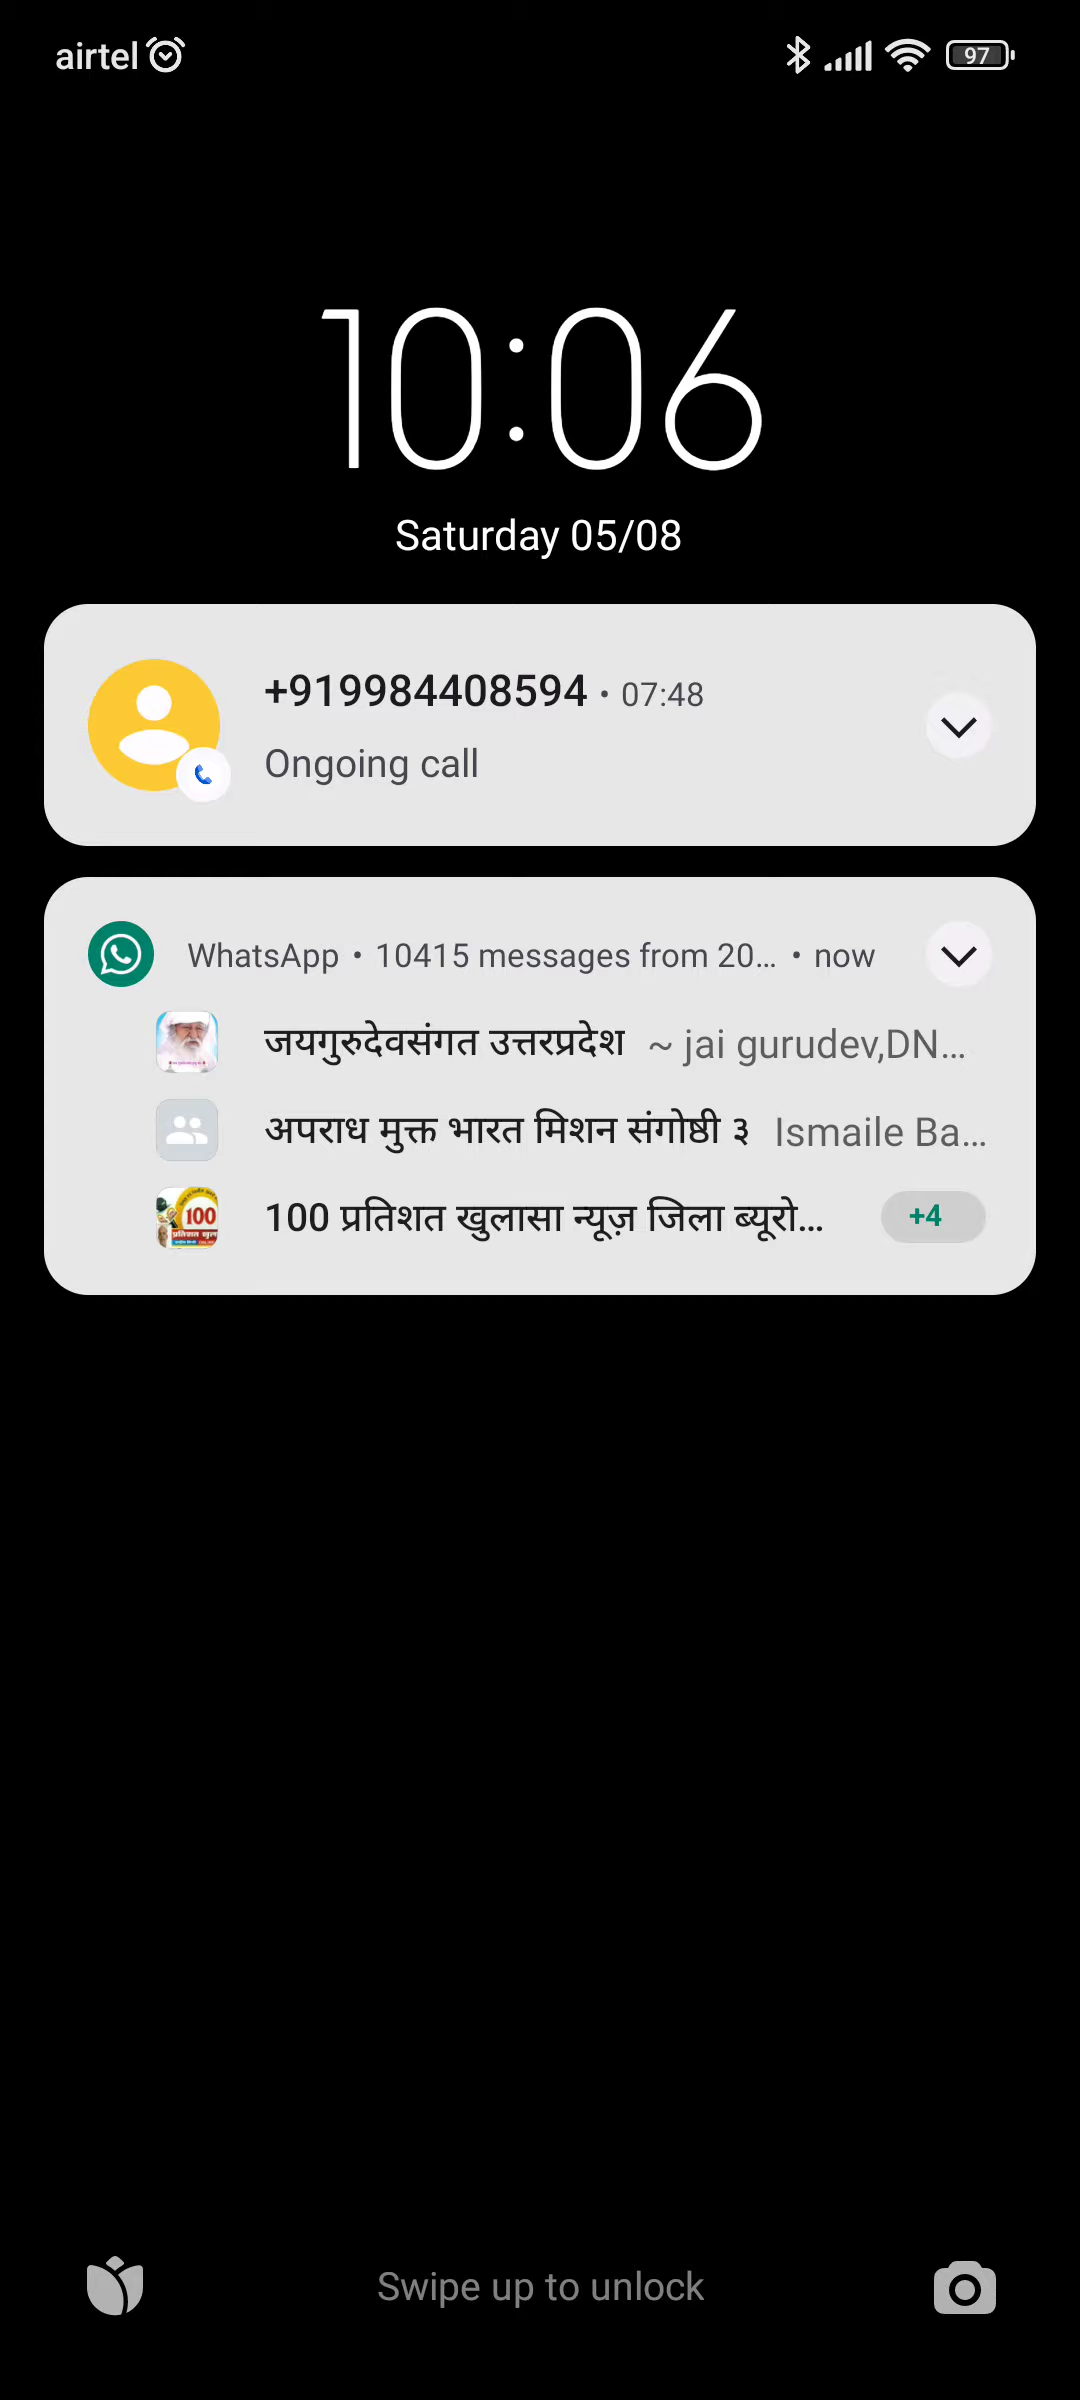 airtel 97
10:06
Saturday 05/08
+919984408594 • 07:48
Ongoing call
WhatsApp • 10415 messages from 20... • now
जयगुरुदेवसंगत उत्तरप्रदेश ~ jai gurudev,DN...
अपराध मुक्त भारत मिशन संगोष्ठी ३ Ismaile Ba...
100 प्रतिशत खुलासा न्यूज़ जिला ब्यूरो... +4
100
Swipe up to unlock